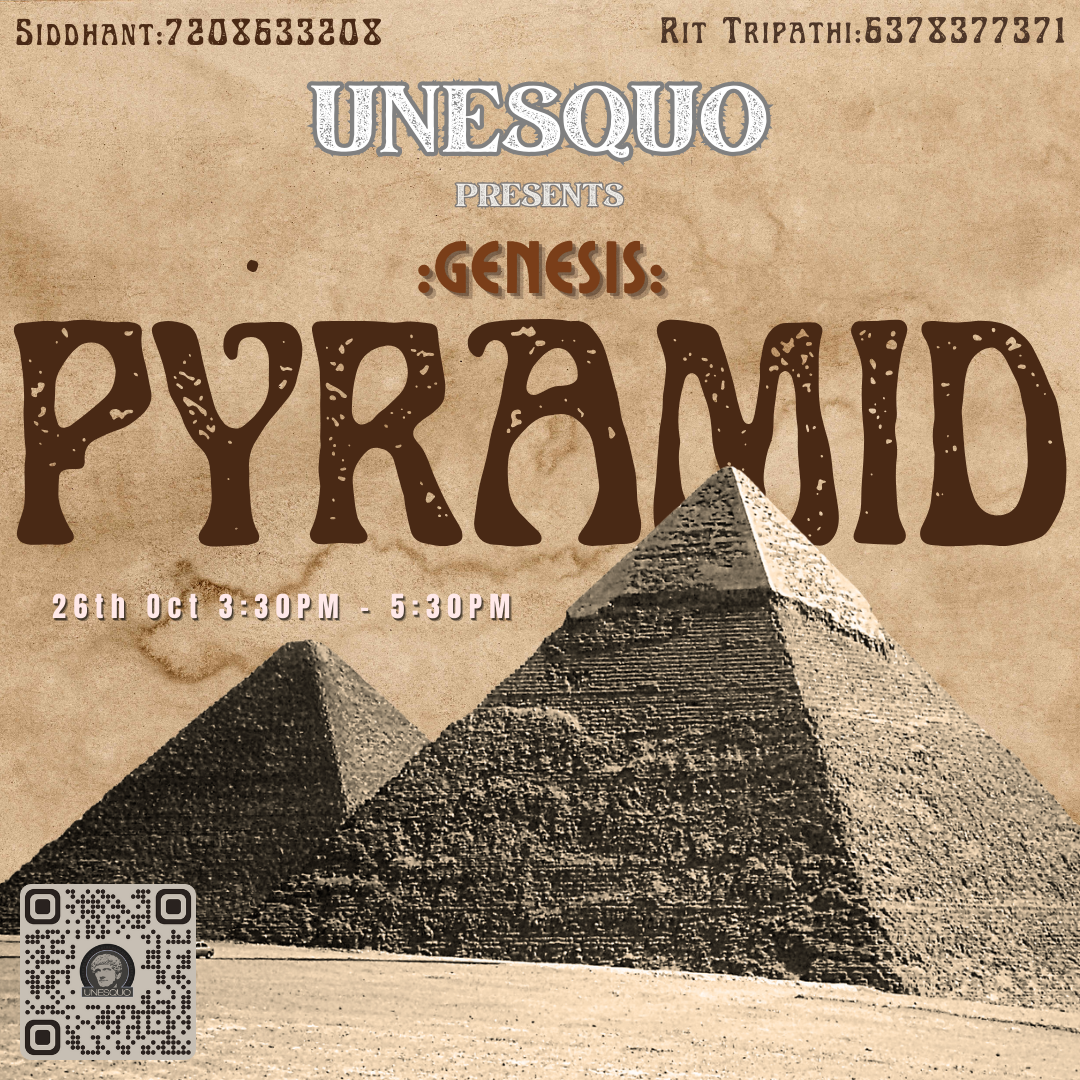 Siddhant:7208633208
Rit Tripathi:6378377371
UNESQUO
PRESENTS
:GENESIS:
PYRAMID
26th Oct 3:30PM - 5:30PM
UNESQUO